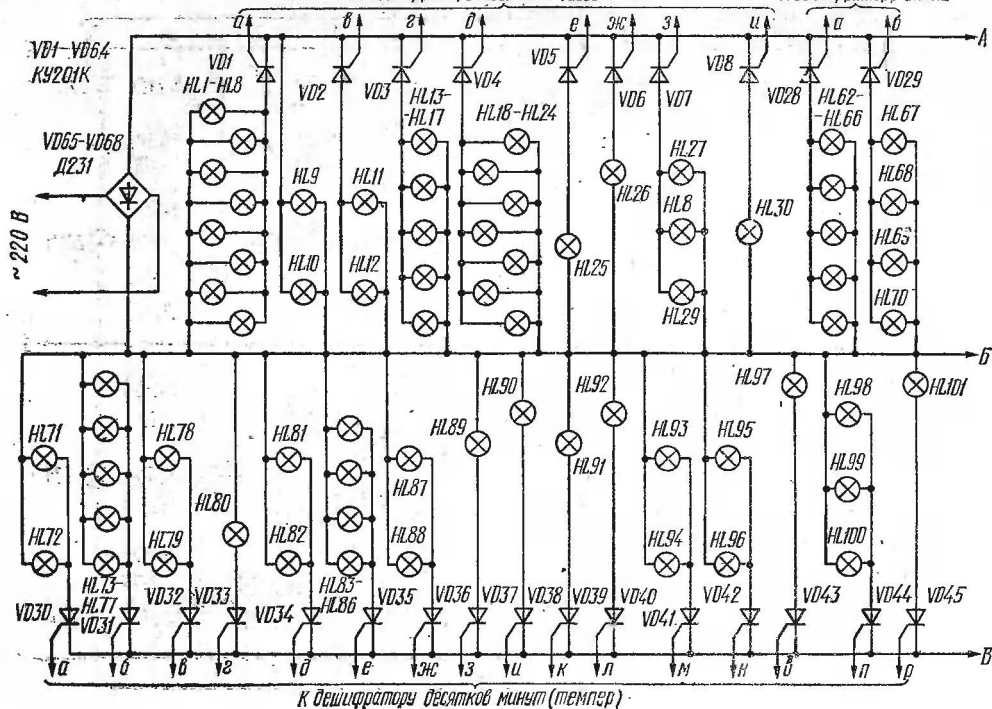 а в г д е ж з и а б
А
VD1-VD64
КУ201К
VD1
HL1-HL8
VD2
VD3
HL13-
-HL17
VD4
HL18-HL24
VD5
VD6
VD7
VD8
VD28
HL62-
-HL66
VD29
HL67
VD65-VD68
Д231
~220 В
HL9
HL11
HL26
HL27
HL8
HL30
HL68
HL69
HL10
HL12
HL25
HL29
HL70
Б
HL71
HL78
HL81
HL90
HL92
HL97
HL98
HL101
HL89
HL91
HL93
HL95
HL87
HL80
HL99
HL72
HL79
HL82
HL88
HL94
HL96
HL100
HL73-
HL77
HL83-
-HL86
VD30
VD31
VD32
VD33
VD34
VD35
VD36
VD37
VD38
VD39
VD40
VD41
VD42
VD43
VD44
VD45
В
а б в г д е ж з и к л м н п р
К дешифратору десятков минут (темпер)